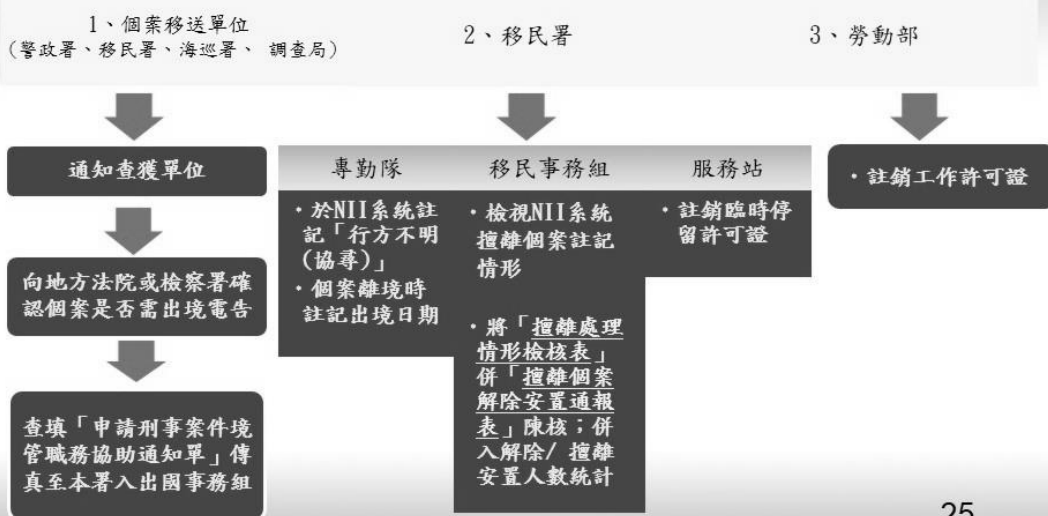 1、個案移送單位
(警政署、移民署、海巡署、 調查局)
2、移民署
3、勞動部
通知查獲單位
向地方法院或檢察署確
認個案是否需出境電告
查填「申請刑事案件境
管職務協助通知單」傳
真至本署入出國事務組
專勤隊
・於NII系統註
記「行方不明
(協尋)」
・個案離境時
註記出境日期
移民事務組
・檢視NII系統
擅離個案註記
情形
・將「擅離處理
情形檢核表」
併「擅離個案
解除安置通報
表」陳核；併
入解除/ 擅離
安置人數統計
服務站
・註銷臨時停
留許可證
・註銷工作許可證
25